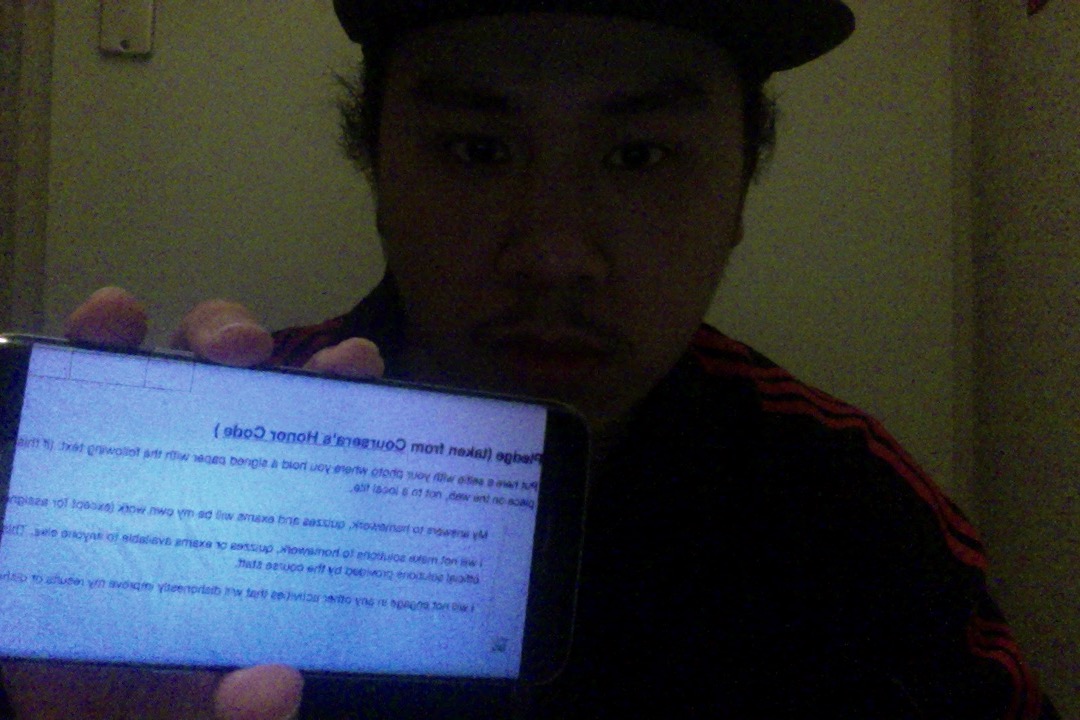 Pledge (taken from Coursera's Honor Code )
Put here a selfie with your photo where you hold a signed paper with the following text. (if this
place on the web, not to a local file.
My answers to homework, quizzes and exams will be my own work (except for assign
I will not make solutions to homework, quizzes or exams available to anyone else. This
official solutions provided by the course staff.
I will not engage in any other activities that will dishonestly improve my results or dish